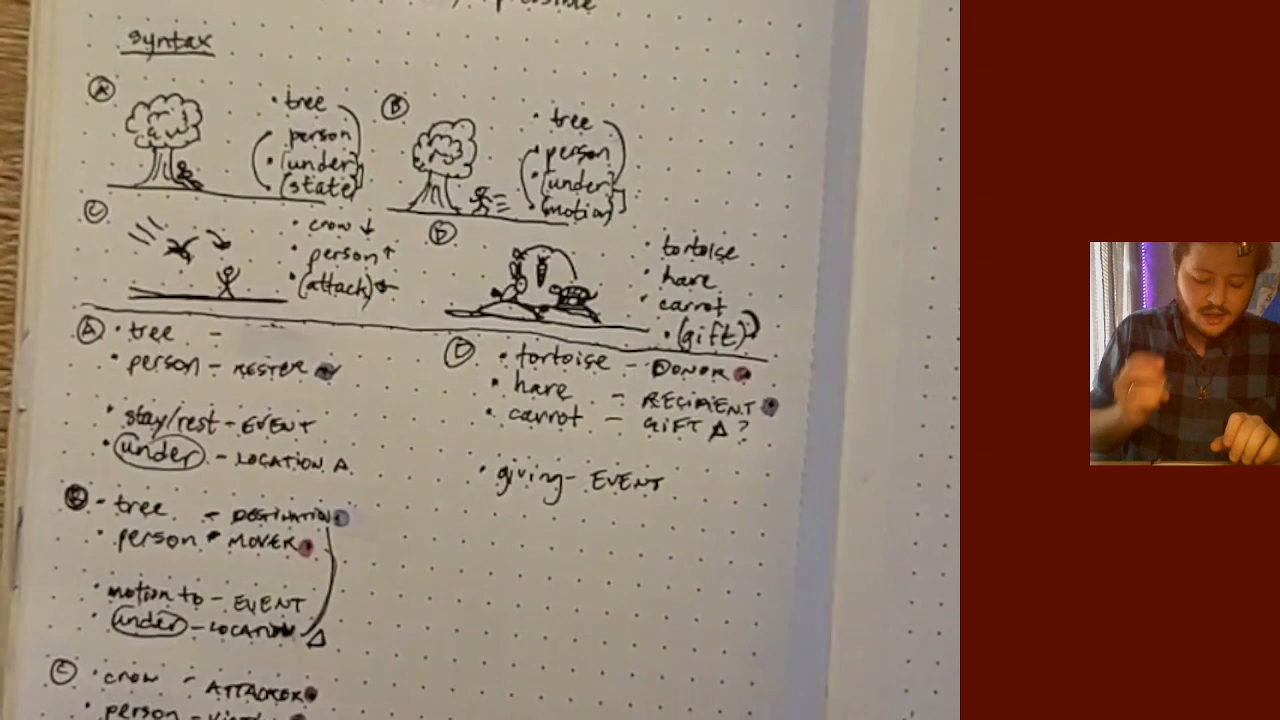 possible
syntax
A
• tree
person
• (under)
(state)
B
• tree
• person
• (under)
(motion)
C
• crow ↓
• person ↑
• (attack) ←
D
• tortoise
• hare
• carrot
• (gift)
A • tree –
• person – RESTER
• stay/rest – EVENT
• under – LOCATION Δ
B • tree – DESTINATION
• person – MOVER
• motion to – EVENT
• under – LOCATION Δ
C • crow – ATTACKER
• person –
D • tortoise – DONOR
• hare – RECIPIENT
• carrot – GIFT Δ ?
• giving – EVENT